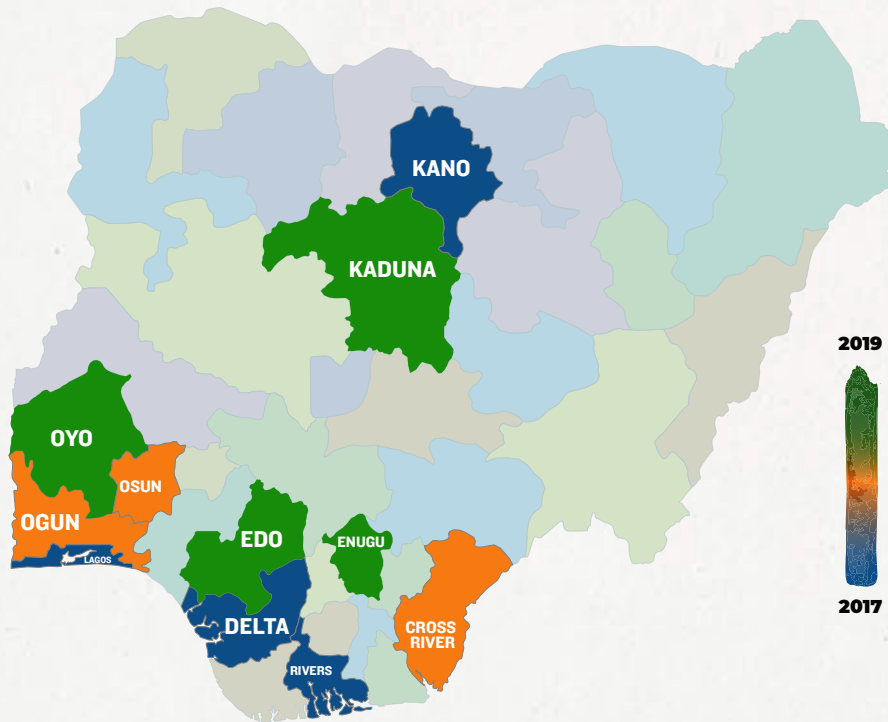 KANO
KADUNA
2019
OYO
OSUN
OGUN
EDO
ENUGU
LAGOS
2017
DELTA
CROSS
RIVER
RIVERS